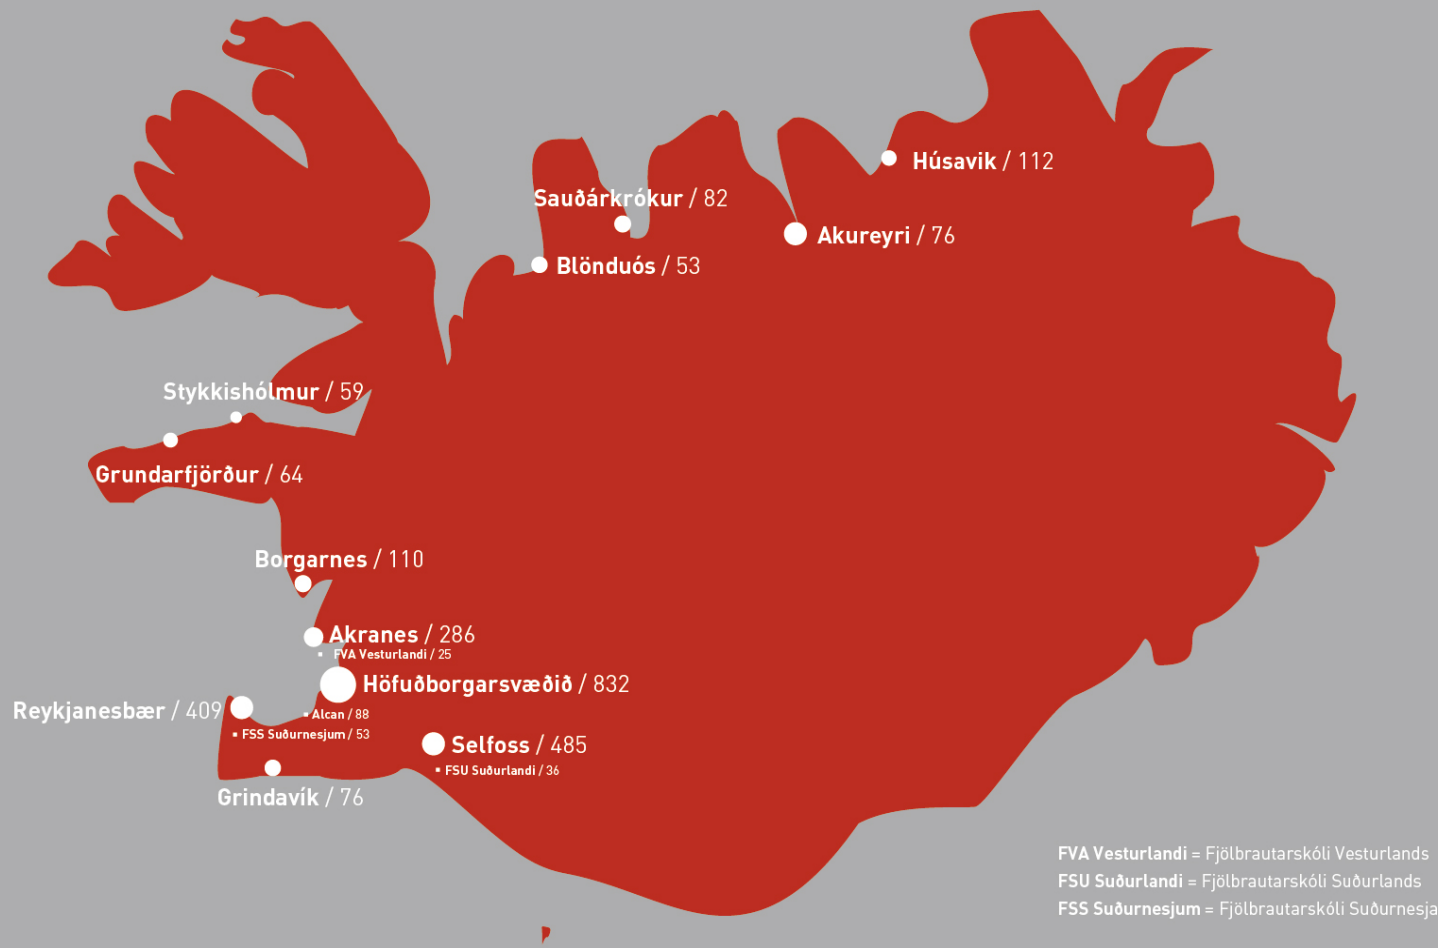 Húsavik / 112
Sauðárkrókur / 82
Akureyri / 76
Blönduós / 53
Stykkishólmur / 59
Grundarfjörður / 64
Borgarnes / 110
Akranes / 286
FVA Vesturlandi / 25
Höfuðborgarsvæðið / 832
Reykjanesbær / 409
Alcan / 88
FSS Suðurnesjum / 53
Selfoss / 485
FSU Suðurlandi / 36
Grindavík / 76
FVA Vesturlandi = Fjölbrautarskóli Vesturlands
FSU Suðurlandi = Fjölbrautarskóli Suðurlands
FSS Suðurnesjum = Fjölbrautarskóli Suðurnesja